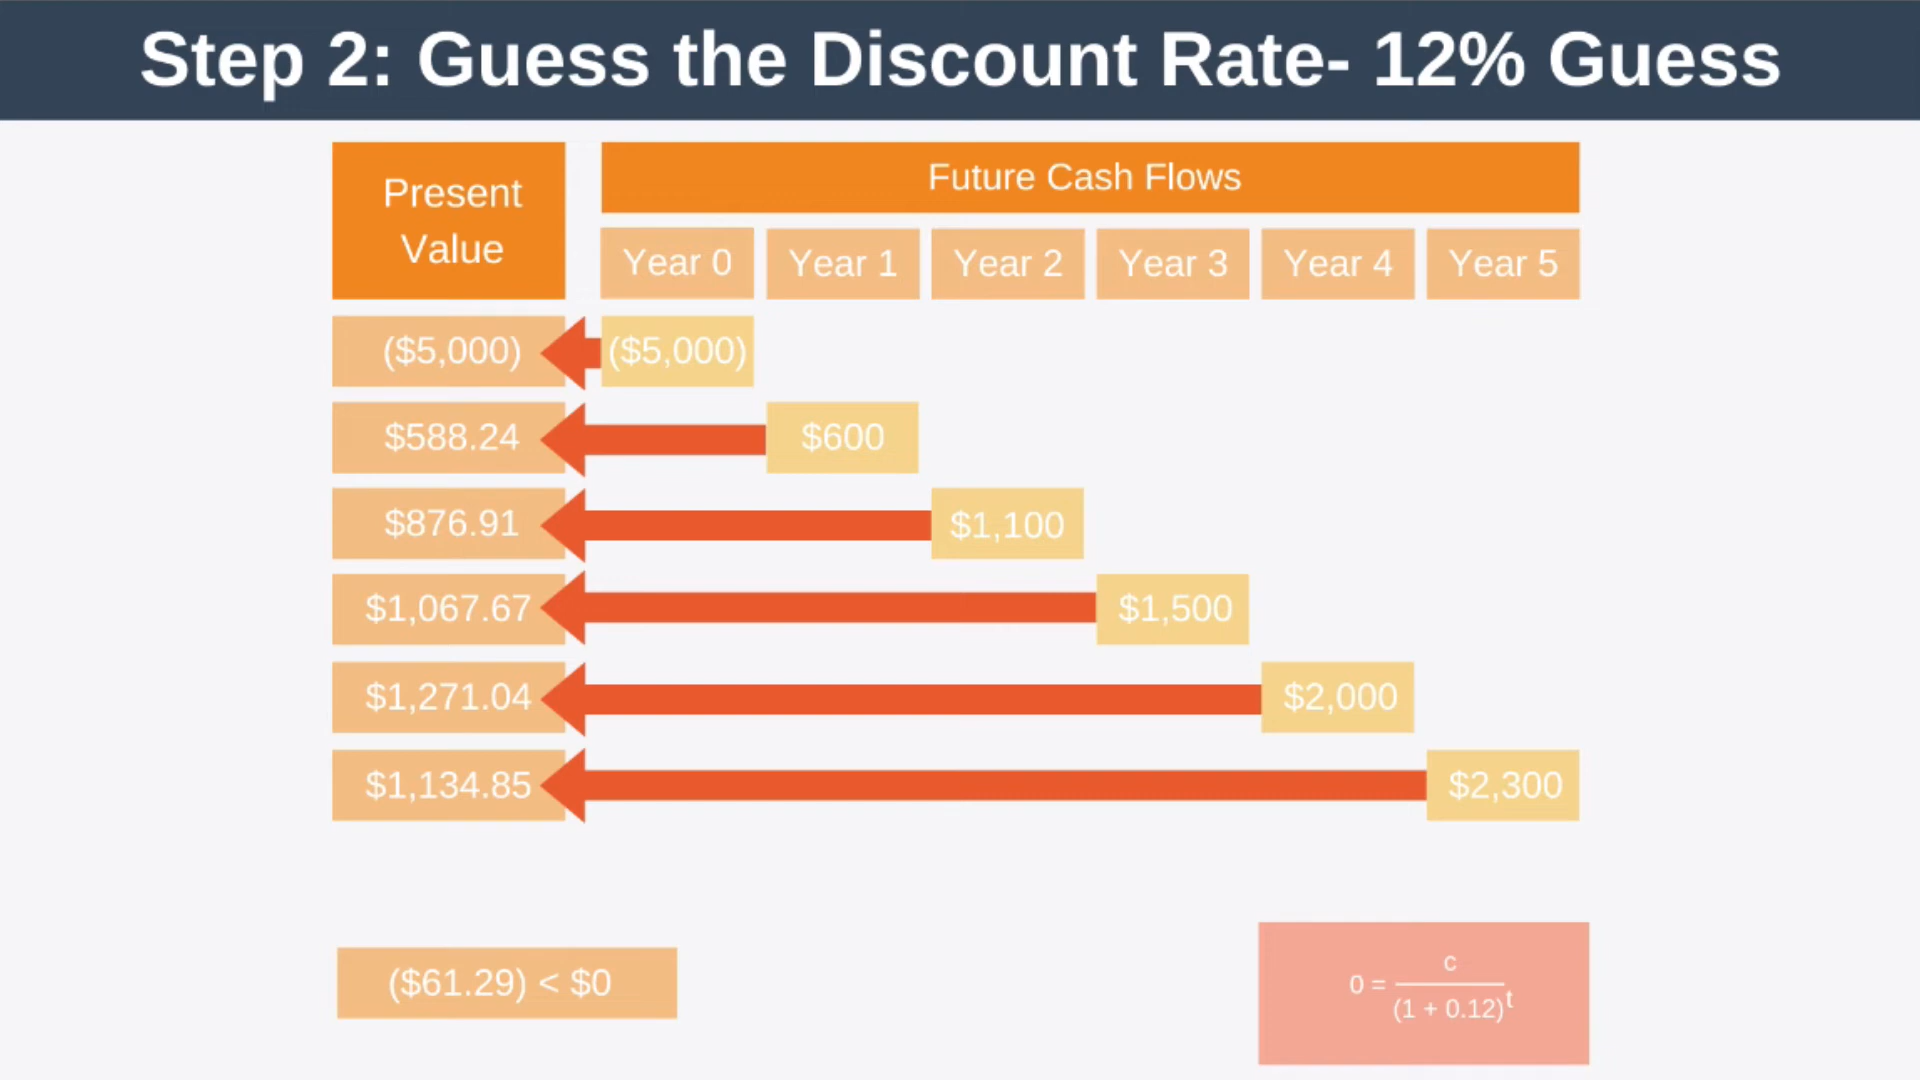 Step 2: Guess the Discount Rate- 12% Guess
Present
Value
Future Cash Flows
Year 0 Year 1 Year 2 Year 3 Year 4 Year 5
($5,000) ($5,000)
$588.24 $600
$876.91 $1,100
$1,067.67 $1,500
$1,271.04 $2,000
$1,134.85 $2,300
($61.29) < $0
c
0 =
(1 + 0.12)t